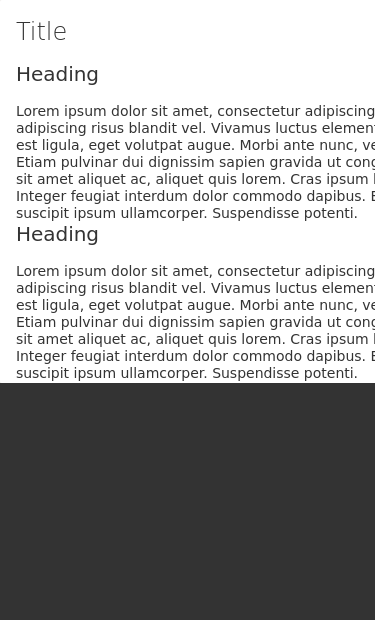 Title
Heading
Lorem ipsum dolor sit amet, consectetur adipiscing
adipiscing risus blandit vel. Vivamus luctus elemen
est ligula, eget volutpat augue. Morbi ante nunc, ve
Etiam pulvinar dui dignissim sapien gravida ut cong
sit amet aliquet ac, aliquet quis lorem. Cras ipsum l
Integer feugiat interdum dolor commodo dapibus. E
suscipit ipsum ullamcorper. Suspendisse potenti.
Heading
Lorem ipsum dolor sit amet, consectetur adipiscing
adipiscing risus blandit vel. Vivamus luctus elemen
est ligula, eget volutpat augue. Morbi ante nunc, ve
Etiam pulvinar dui dignissim sapien gravida ut cong
sit amet aliquet ac, aliquet quis lorem. Cras ipsum l
Integer feugiat interdum dolor commodo dapibus. E
suscipit ipsum ullamcorper. Suspendisse potenti.